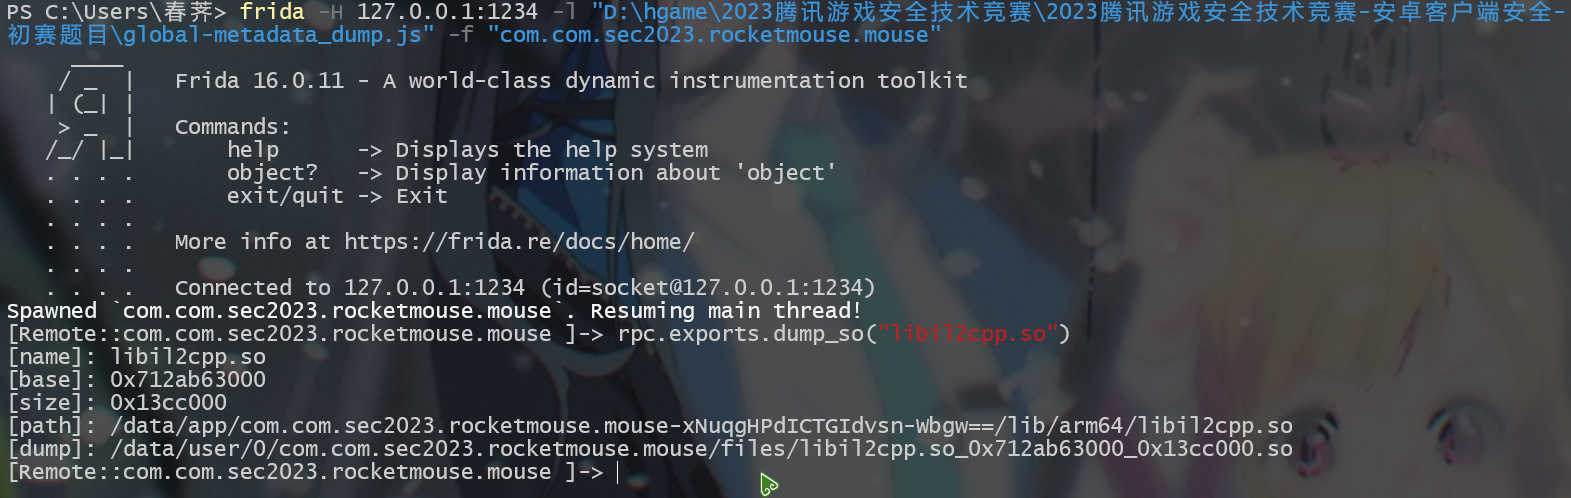 PS C:\Users\春荠> frida -H 127.0.0.1:1234 -l "D:\hgame\2023腾讯游戏安全技术竞赛\2023腾讯游戏安全技术竞赛-安卓客户端安全-
初赛题目\global-metadata_dump.js" -f "com.com.sec2023.rocketmouse.mouse"
     ____
    / _  |   Frida 16.0.11 - A world-class dynamic instrumentation toolkit
   | (_| |
    > _  |   Commands:
   /_/ |_|       help      -> Displays the help system
   . . . .       object?   -> Display information about 'object'
   . . . .       exit/quit -> Exit
   . . . .
   . . . .   More info at https://frida.re/docs/home/
   . . . .
   . . . .   Connected to 127.0.0.1:1234 (id=socket@127.0.0.1:1234)
Spawned `com.com.sec2023.rocketmouse.mouse`. Resuming main thread!
[Remote::com.com.sec2023.rocketmouse.mouse ]-> rpc.exports.dump_so("libil2cpp.so")
[name]: libil2cpp.so
[base]: 0x712ab63000
[size]: 0x13cc000
[path]: /data/app/com.com.sec2023.rocketmouse.mouse-xNuqgHPdICTGIdvsn-Wbgw==/lib/arm64/libil2cpp.so
[dump]: /data/user/0/com.com.sec2023.rocketmouse.mouse/files/libil2cpp.so_0x712ab63000_0x13cc000.so
[Remote::com.com.sec2023.rocketmouse.mouse ]->